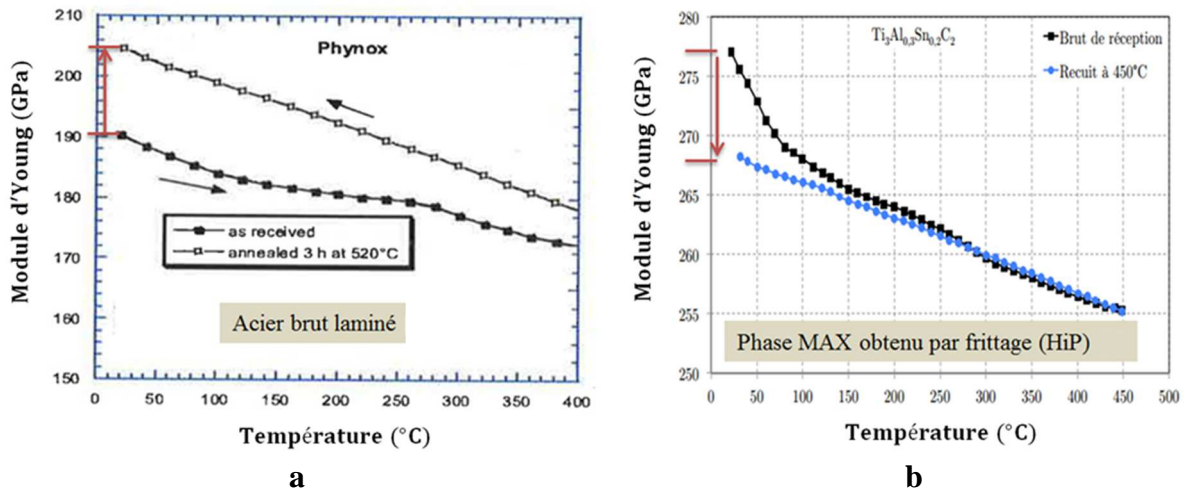 210
200
190
180
170
160
150
Module d'Young (GPa)
Phynox
as received
annealed 3 h at 520°C
Acier brut laminé
0 50 100 150 200 250 300 350 400
Température (°C)
a
280
275
270
265
260
255
250
Module d'Young (GPa)
Ti3Al0,3Sn0,2C2
Brut de réception
Recuit à 450°C
Phase MAX obtenu par frittage (HiP)
0 50 100 150 200 250 300 350 400 450 500
Température (°C)
b